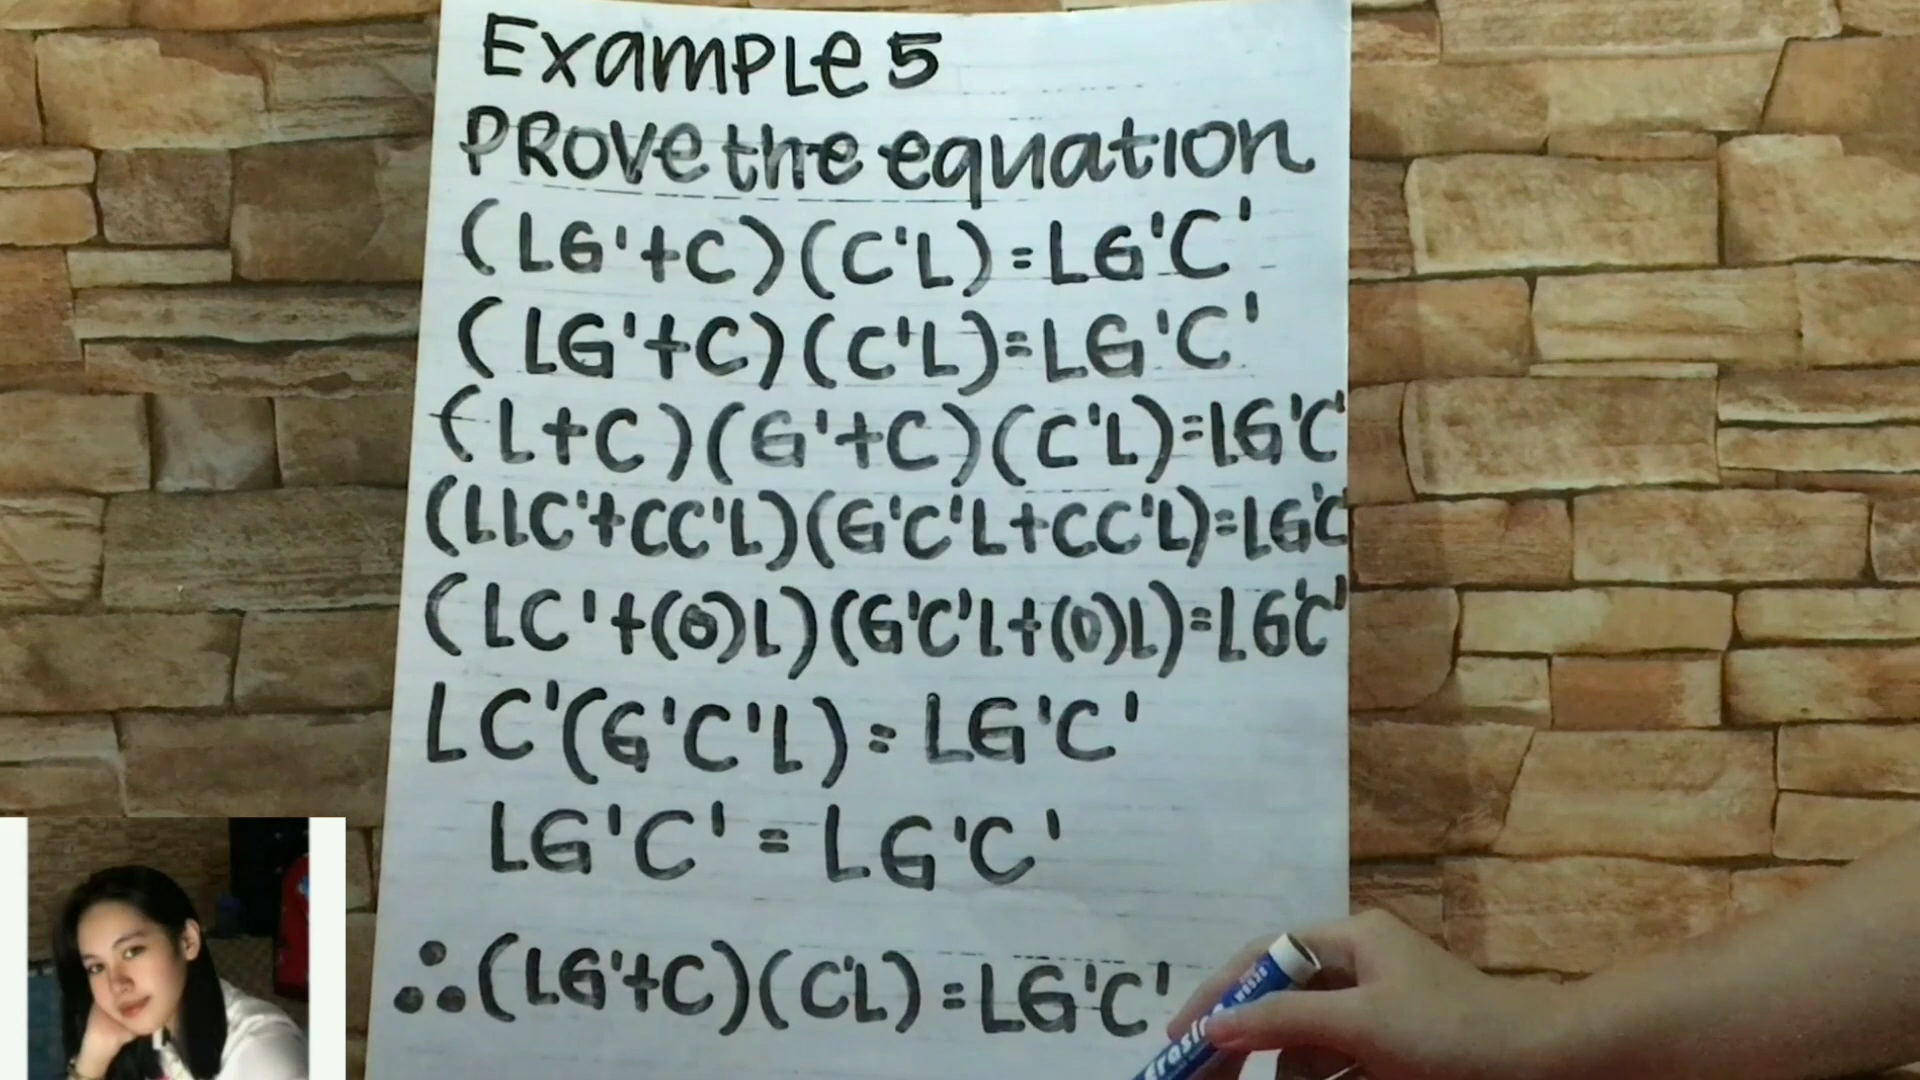 Example 5
PROVe the equation
(LG'+C)(C'L)=LG'C'
(LG'+C)(C'L)=LG'C'
(L+C)(G'+C)(C'L)=LG'C'
(LLC'+CC'L)(G'C'L+CC'L)=LG'C
(LC'+(0)L)(G'C'L+(0)L)=LG'C'
LC'(G'C'L)=LG'C'
LG'C'=LG'C'
∴(LG'+C)(C'L)=LG'C'